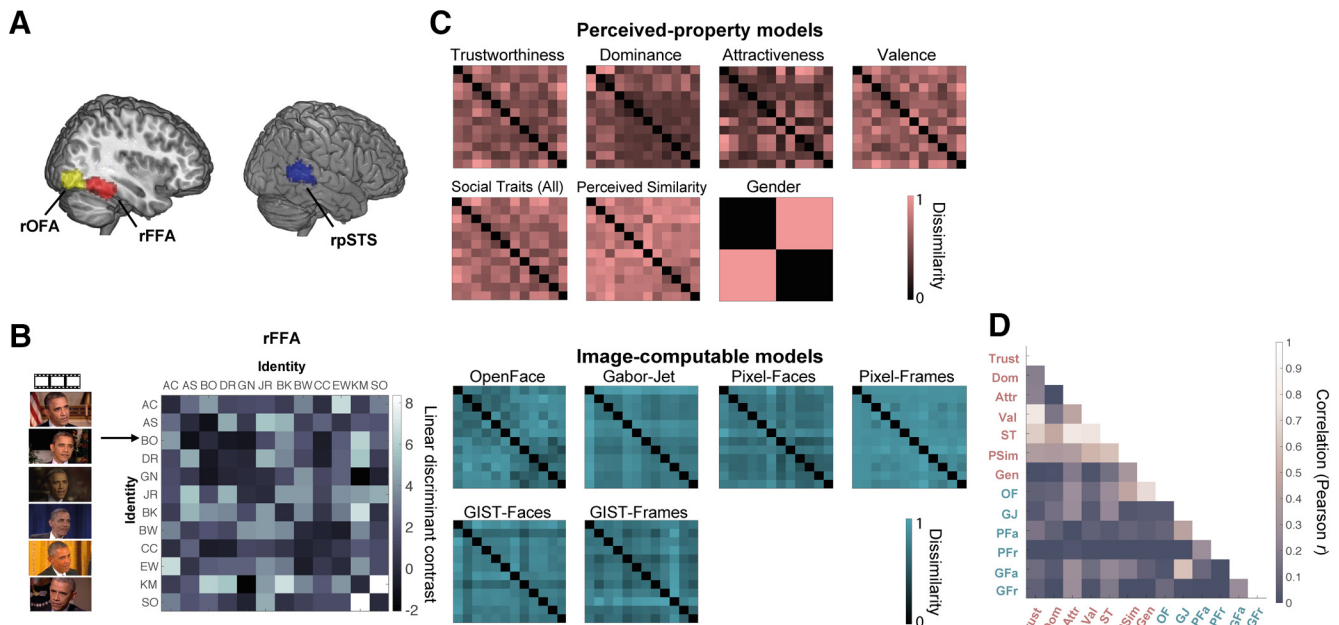 A
rOFA
rFFA
rpSTS
B
rFFA
Identity
AC AS BO DR GN JR BK BW CC EW KM SO
Identity
AC
AS
BO
DR
GN
JR
BK
BW
CC
EW
KM
SO
8
6
4
2
0
-2
Linear discriminant contrast
C
Perceived-property models
Trustworthiness Dominance Attractiveness Valence
Social Traits (All) Perceived Similarity Gender
1
0
Dissimilarity
Image-computable models
OpenFace Gabor-Jet Pixel-Faces Pixel-Frames
GIST-Faces GIST-Frames
1
0
Dissimilarity
D
Trust
Dom
Attr
Val
ST
PSim
Gen
OF
GJ
PFa
PFr
GFa
GFr
Attr Val ST Gen OF GJ PFa PFr GFa GFr
1
0.9
0.8
0.7
0.6
0.5
0.4
0.3
0.2
0.1
0
Correlation (Pearson r)